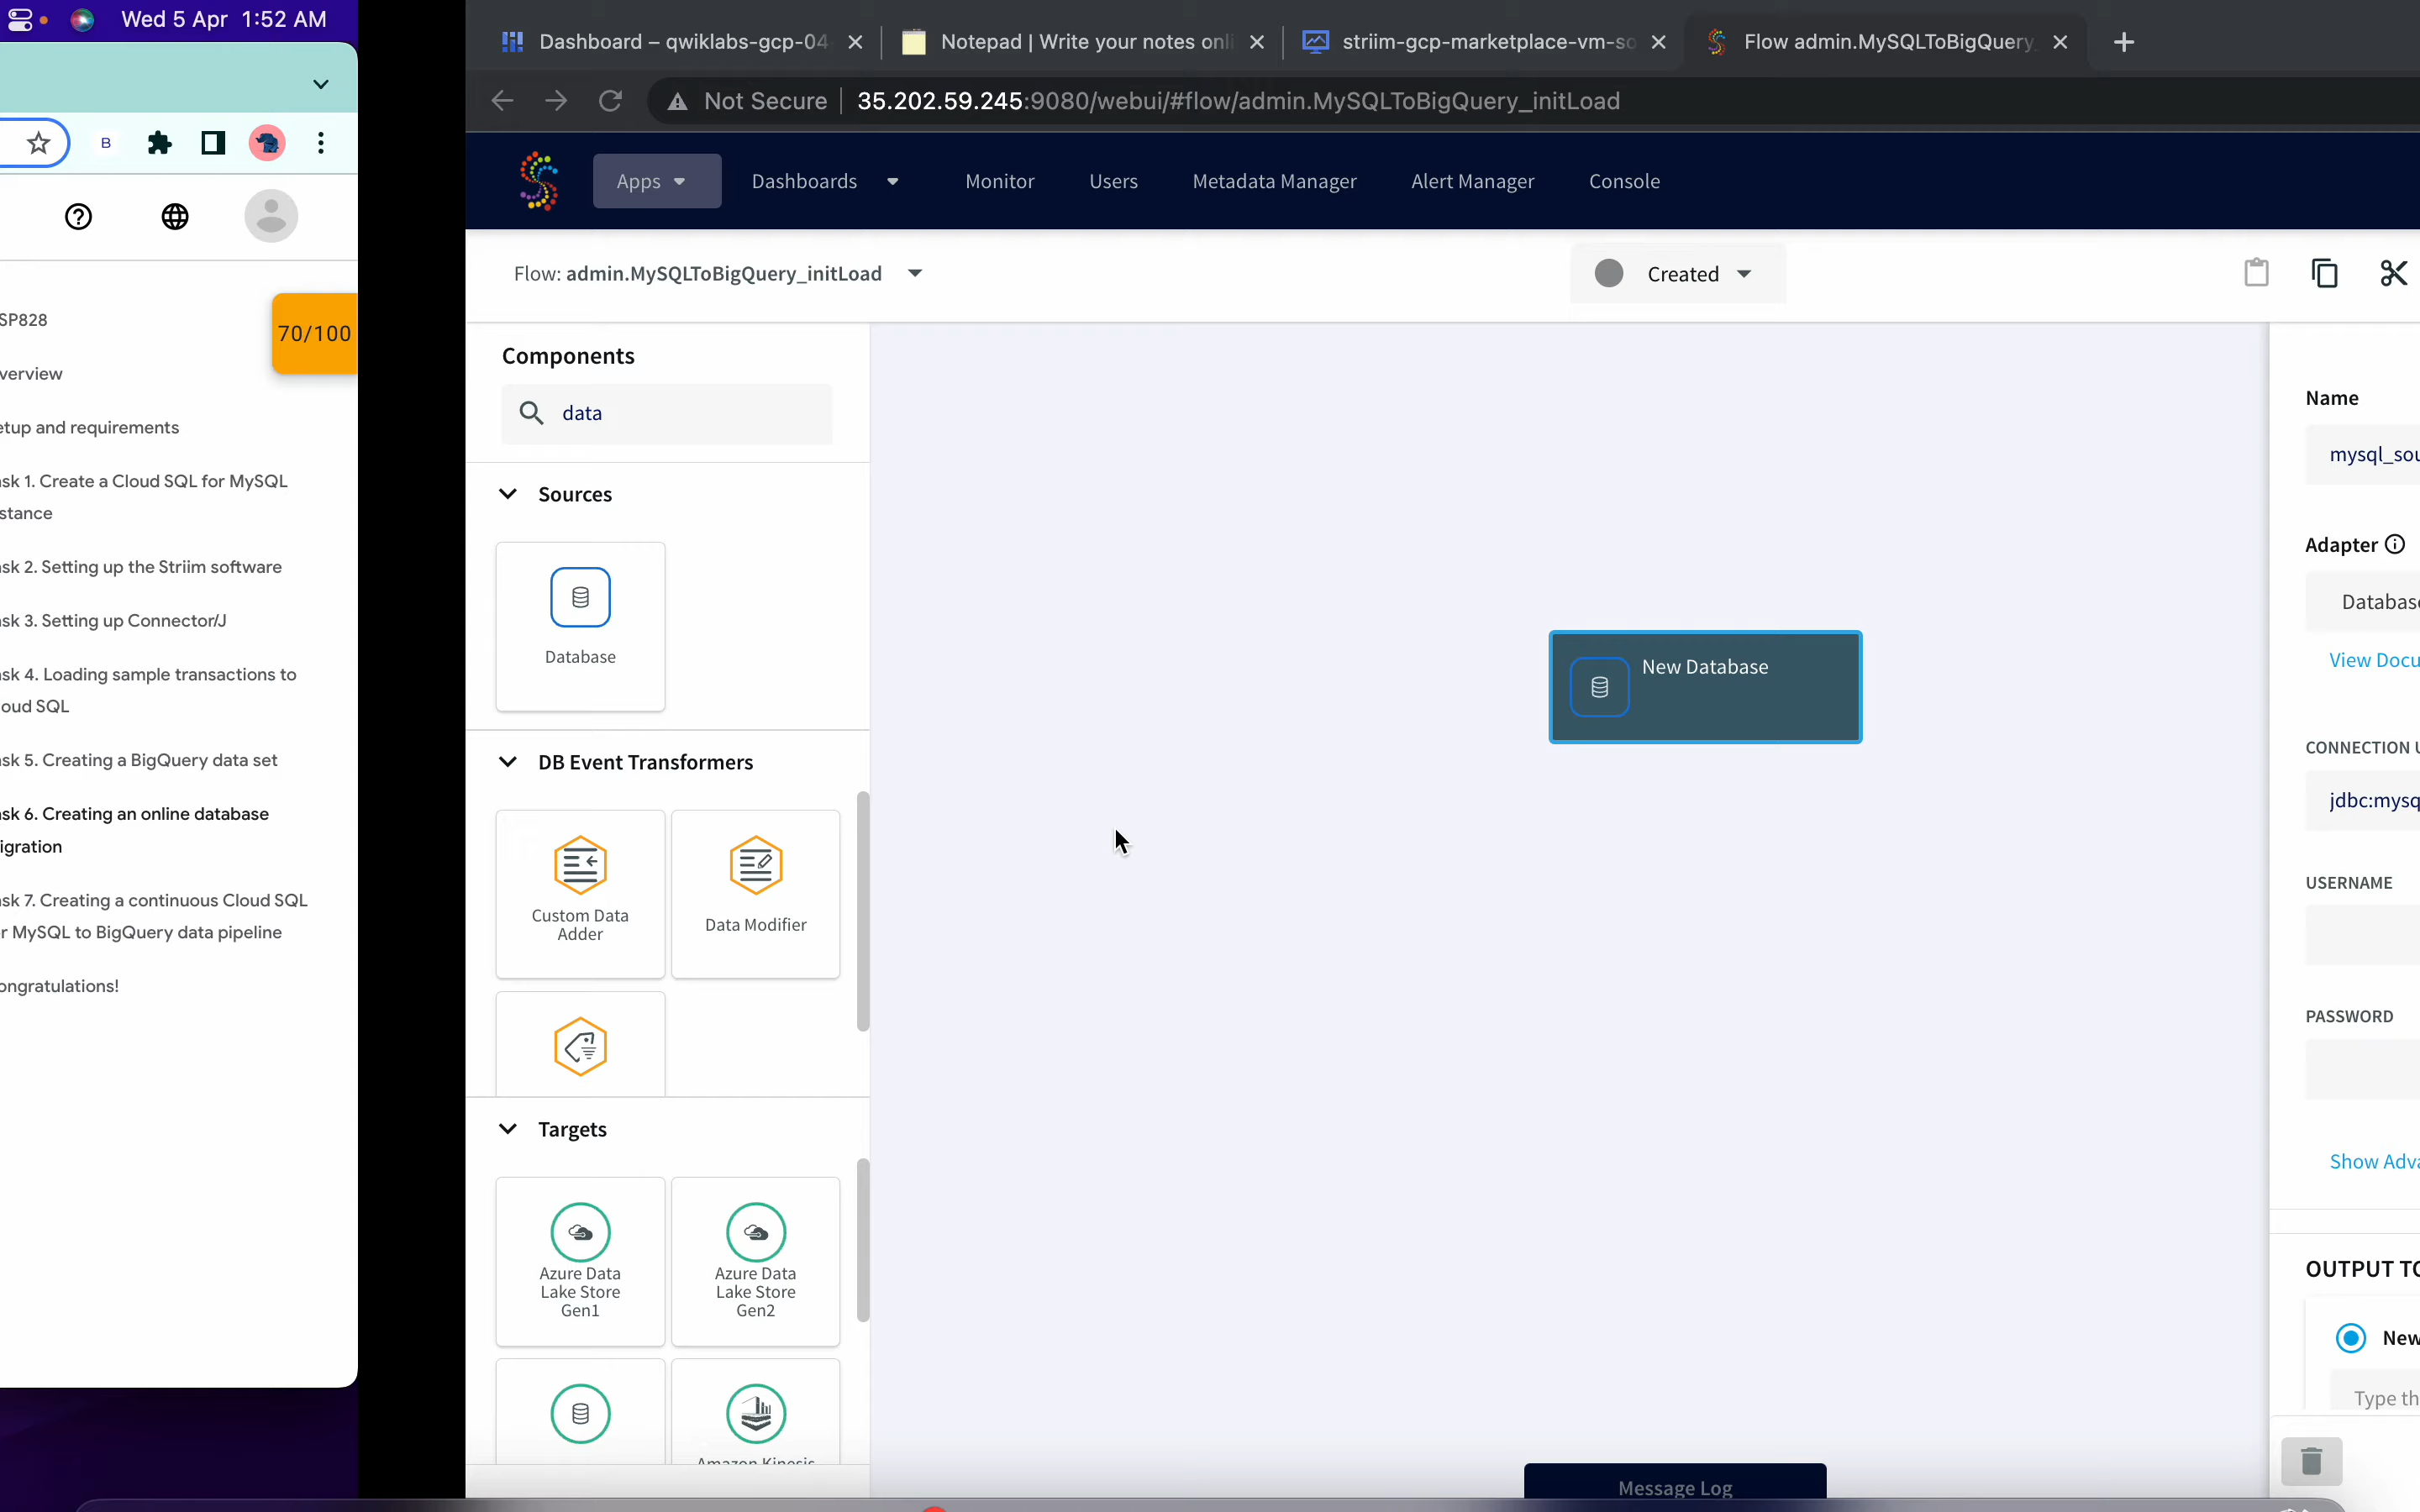 Wed 5 Apr 1:52 AM
B
SP828
70/100
verview
etup and requirements
sk 1. Create a Cloud SQL for MySQL
stance
sk 2. Setting up the Striim software
sk 3. Setting up Connector/J
sk 4. Loading sample transactions to
oud SQL
sk 5. Creating a BigQuery data set
sk 6. Creating an online database
igration
sk 7. Creating a continuous Cloud SQL
r MySQL to BigQuery data pipeline
ongratulations!
Dashboard – qwiklabs-gcp-04
Notepad | Write your notes onli
striim-gcp-marketplace-vm-so
Flow admin.MySQLToBigQuery_
Not Secure
35.202.59.245:9080/webui/#flow/admin.MySQLToBigQuery_initLoad
Apps
Dashboards
Monitor
Users
Metadata Manager
Alert Manager
Console
Flow: admin.MySQLToBigQuery_initLoad
Created
Components
data
Sources
Database
DB Event Transformers
Custom Data
Adder
Data Modifier
Targets
Azure Data
Lake Store
Gen1
Azure Data
Lake Store
Gen2
Amazon Kinesis
New Database
Message Log
Name
mysql_sou
Adapter
Database
View Docu
CONNECTION U
jdbc:mysq
USERNAME
PASSWORD
Show Adva
OUTPUT TO
New
Type th